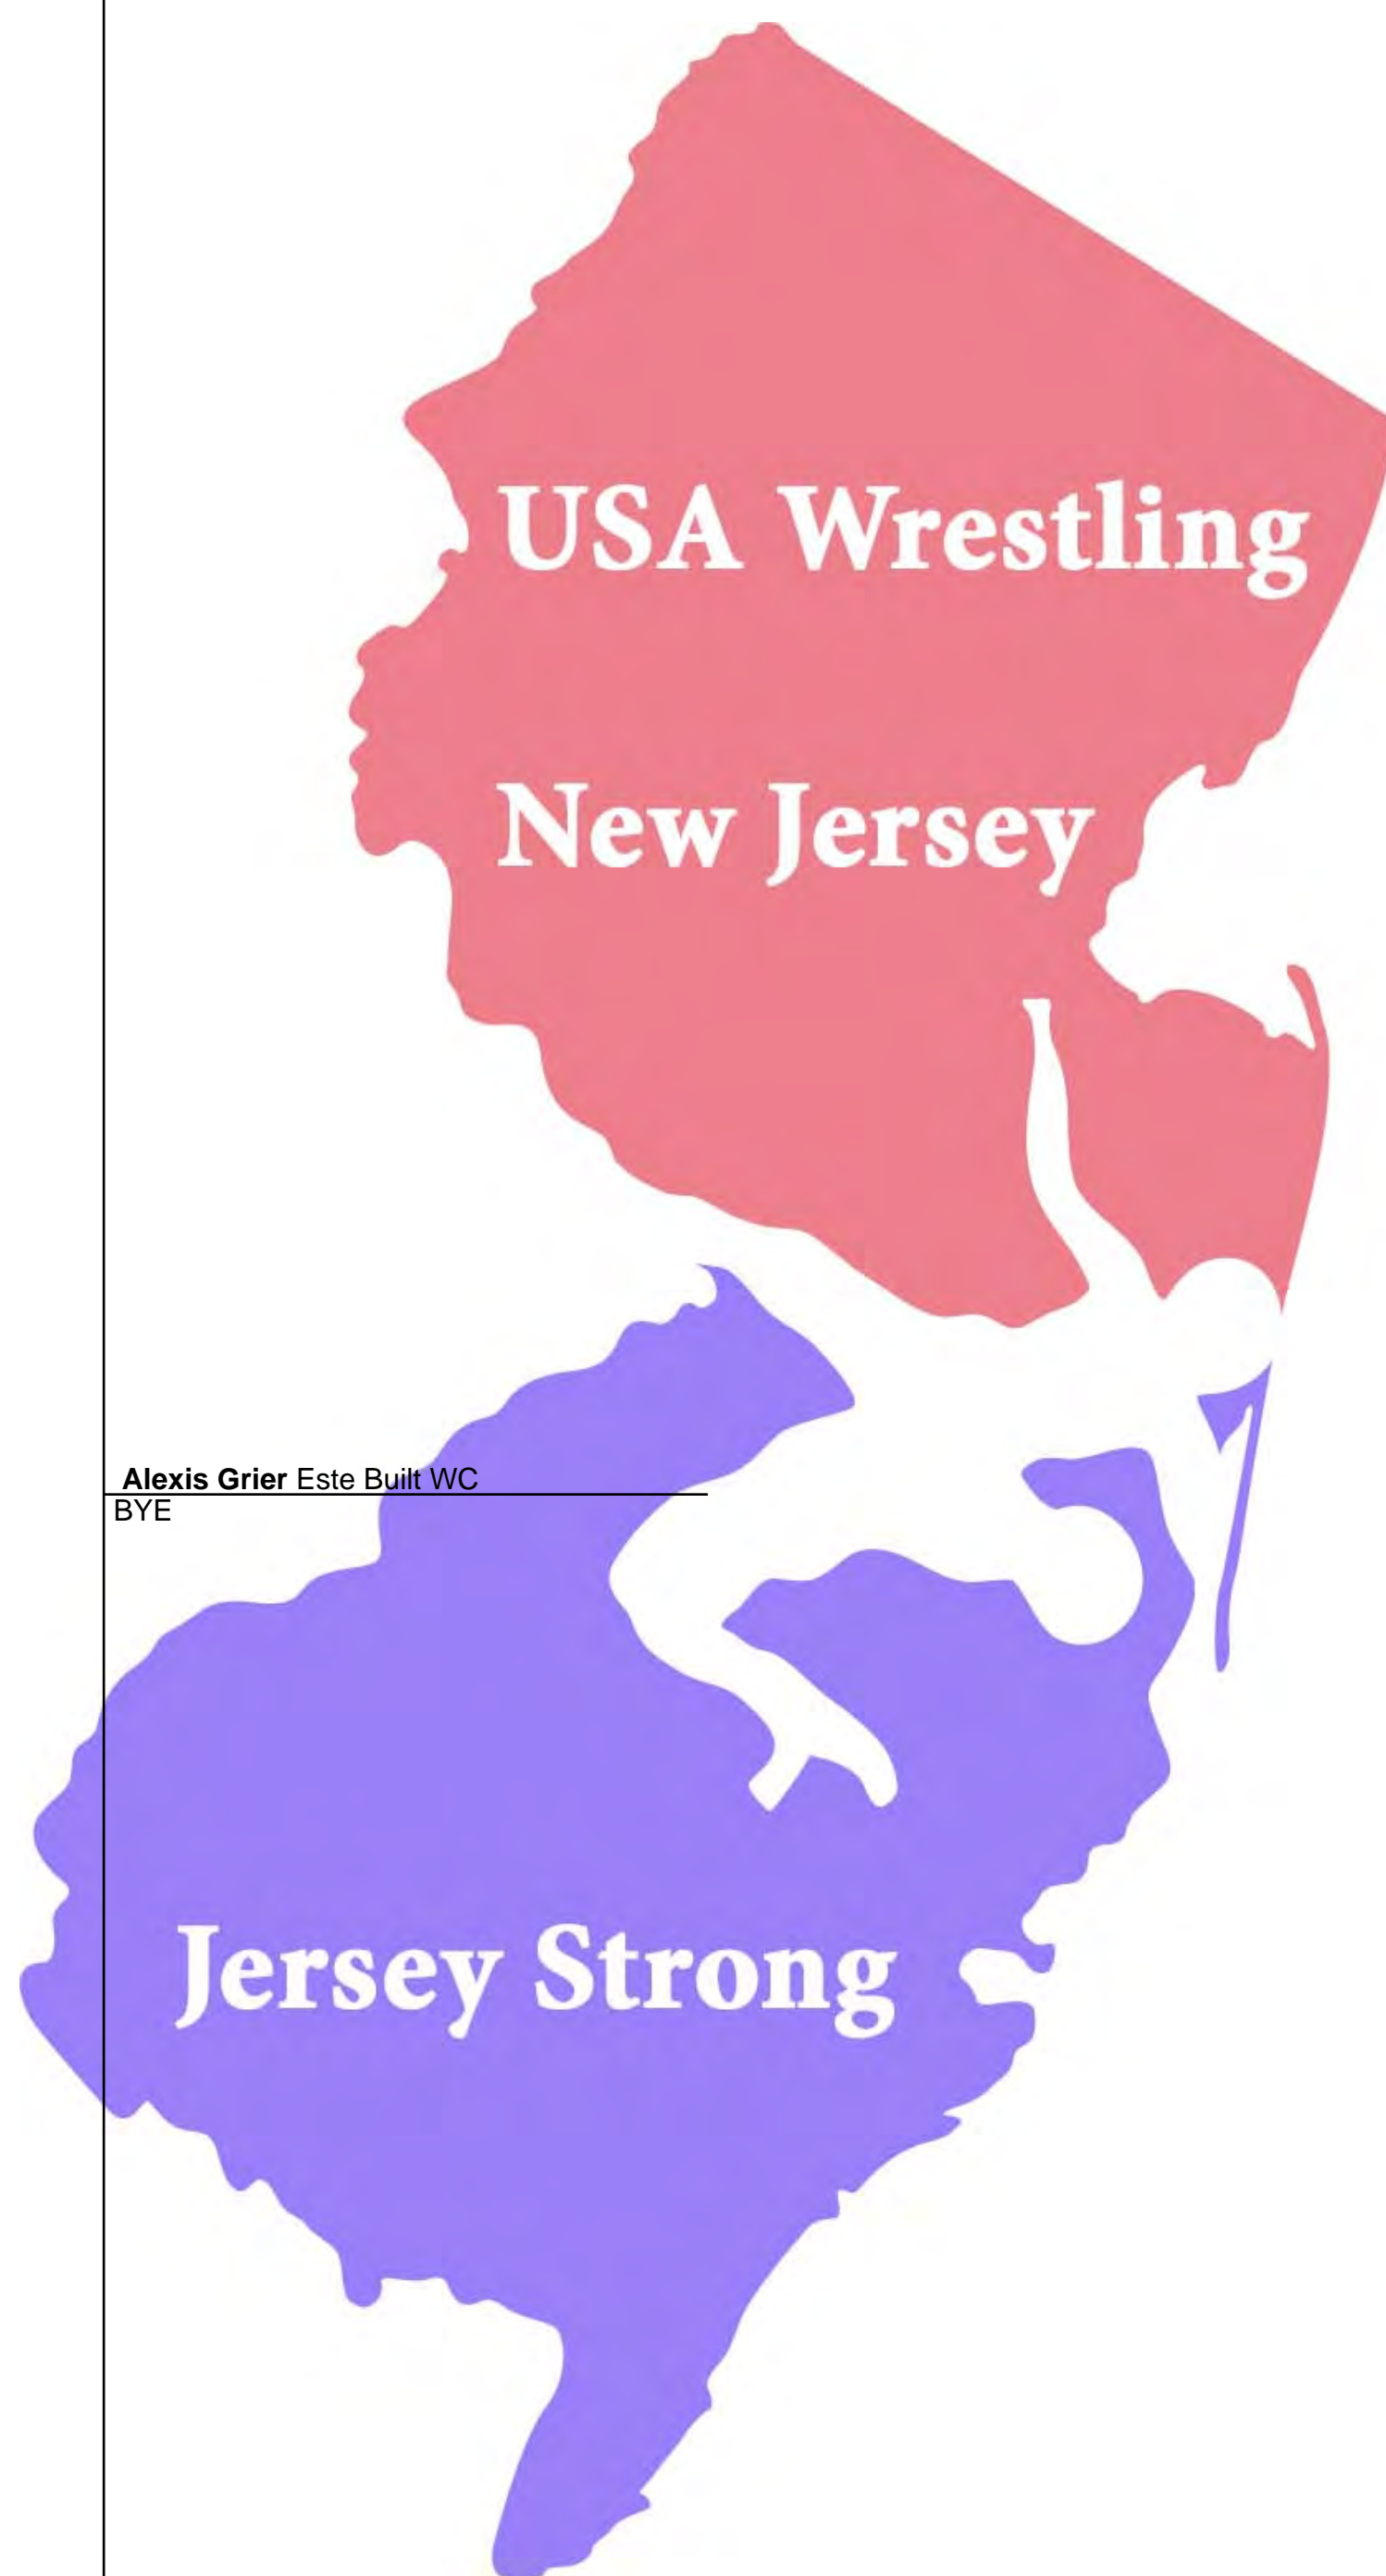 USA Wrestling
New Jersey
Alexis Grier Este Built WC
BYE
Jersey Strong